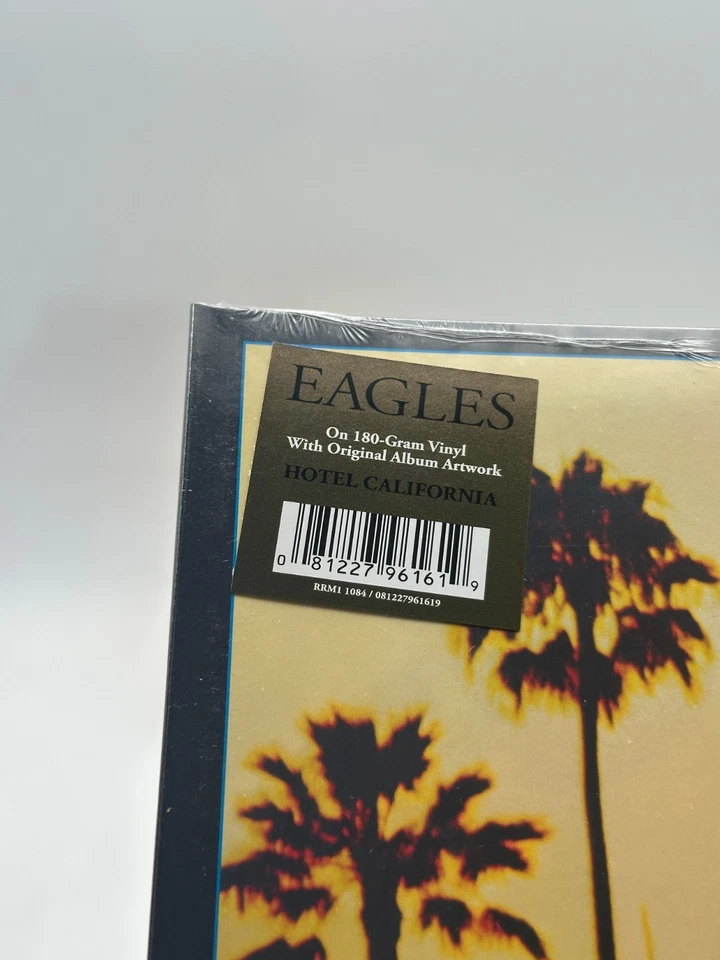 EAGLES
On 180-Gram Vinyl
With Original Album Artwork
HOTEL CALIFORNIA
0 81227 96161 9
RRM1 1084 / 081227961619